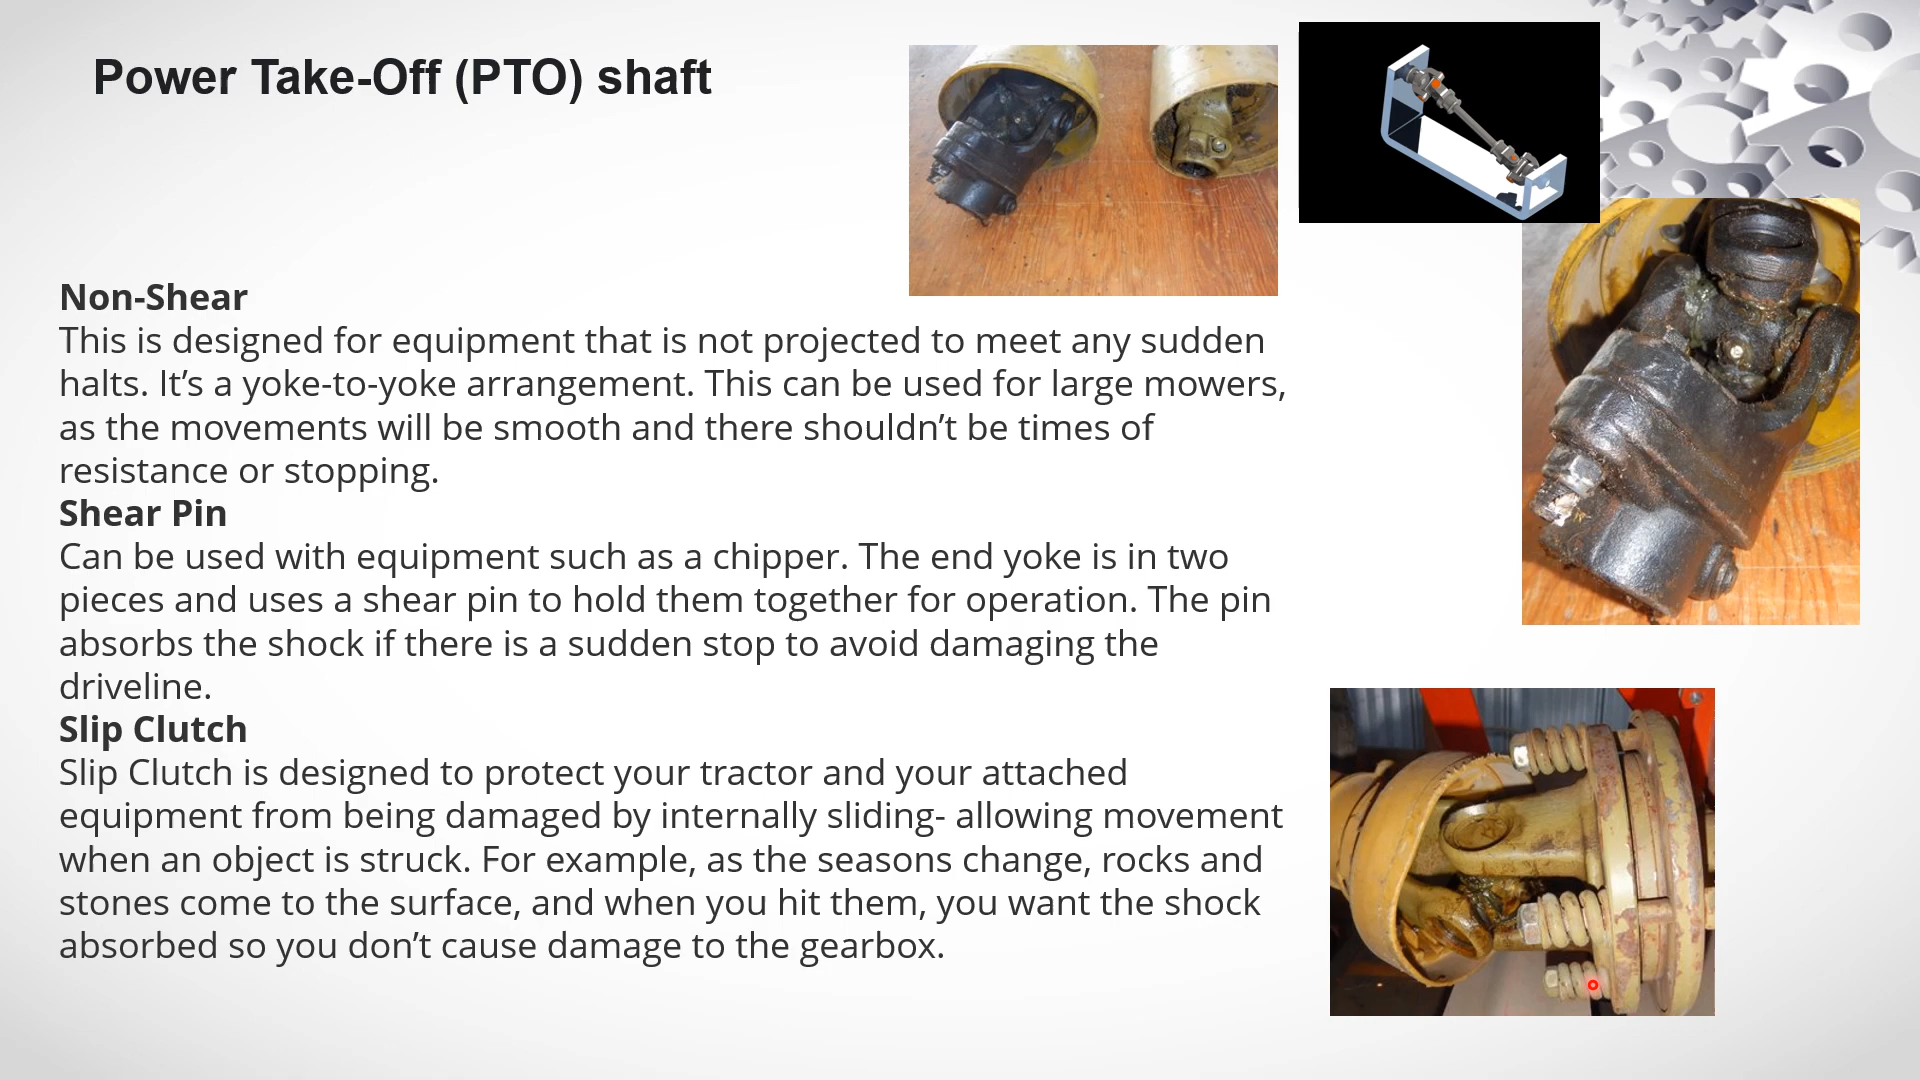 Power Take-Off (PTO) shaft
Non-Shear
This is designed for equipment that is not projected to meet any sudden
halts. It’s a yoke-to-yoke arrangement. This can be used for large mowers,
as the movements will be smooth and there shouldn’t be times of
resistance or stopping.
Shear Pin
Can be used with equipment such as a chipper. The end yoke is in two
pieces and uses a shear pin to hold them together for operation. The pin
absorbs the shock if there is a sudden stop to avoid damaging the
driveline.
Slip Clutch
Slip Clutch is designed to protect your tractor and your attached
equipment from being damaged by internally sliding- allowing movement
when an object is struck. For example, as the seasons change, rocks and
stones come to the surface, and when you hit them, you want the shock
absorbed so you don’t cause damage to the gearbox.